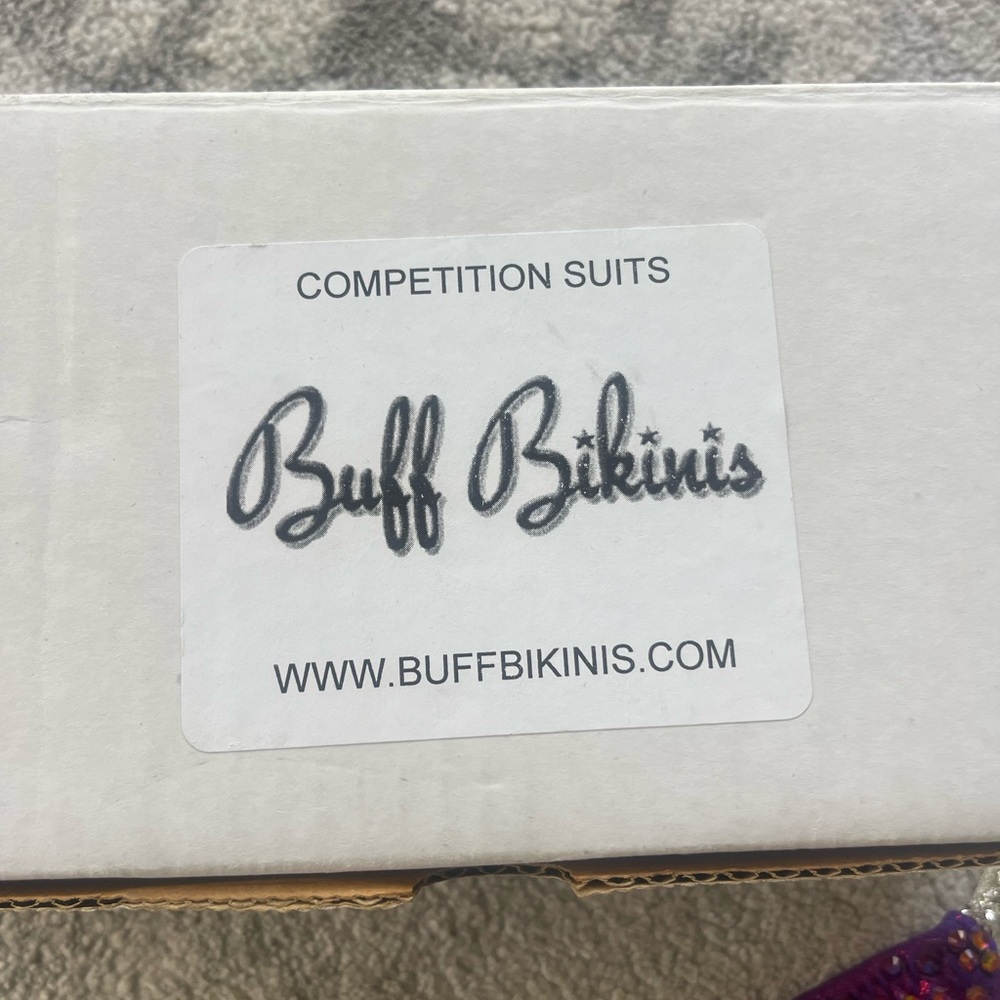 COMPETITION SUITS
Buff Bikinis
WWW.BUFFBIKINIS.COM